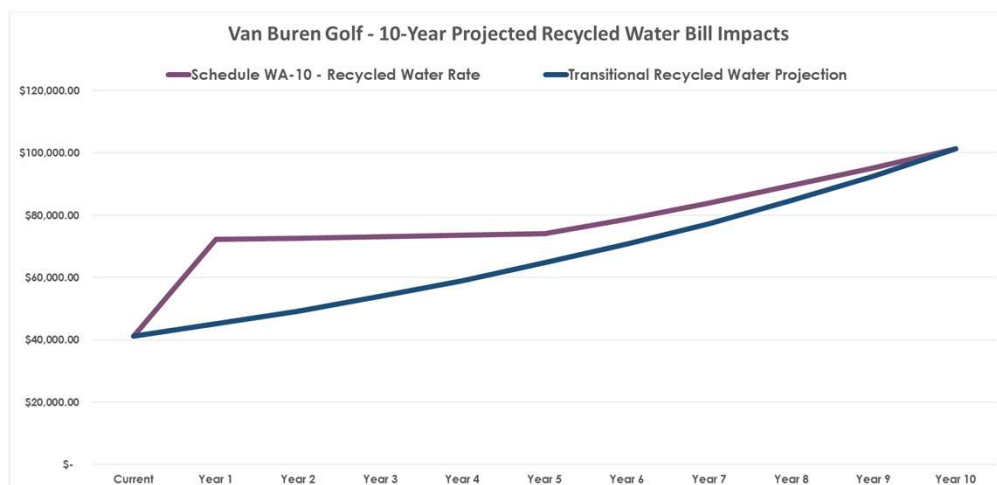 Van Buren Golf - 10-Year Projected Recycled Water Bill Impacts
Schedule WA-10 - Recycled Water Rate
Transitional Recycled Water Projection
$120,000.00
$100,000.00
$80,000.00
$60,000.00
$40,000.00
$20,000.00
$-
Current Year 1 Year 2 Year 3 Year 4 Year 5 Year 6 Year 7 Year 8 Year 9 Year 10